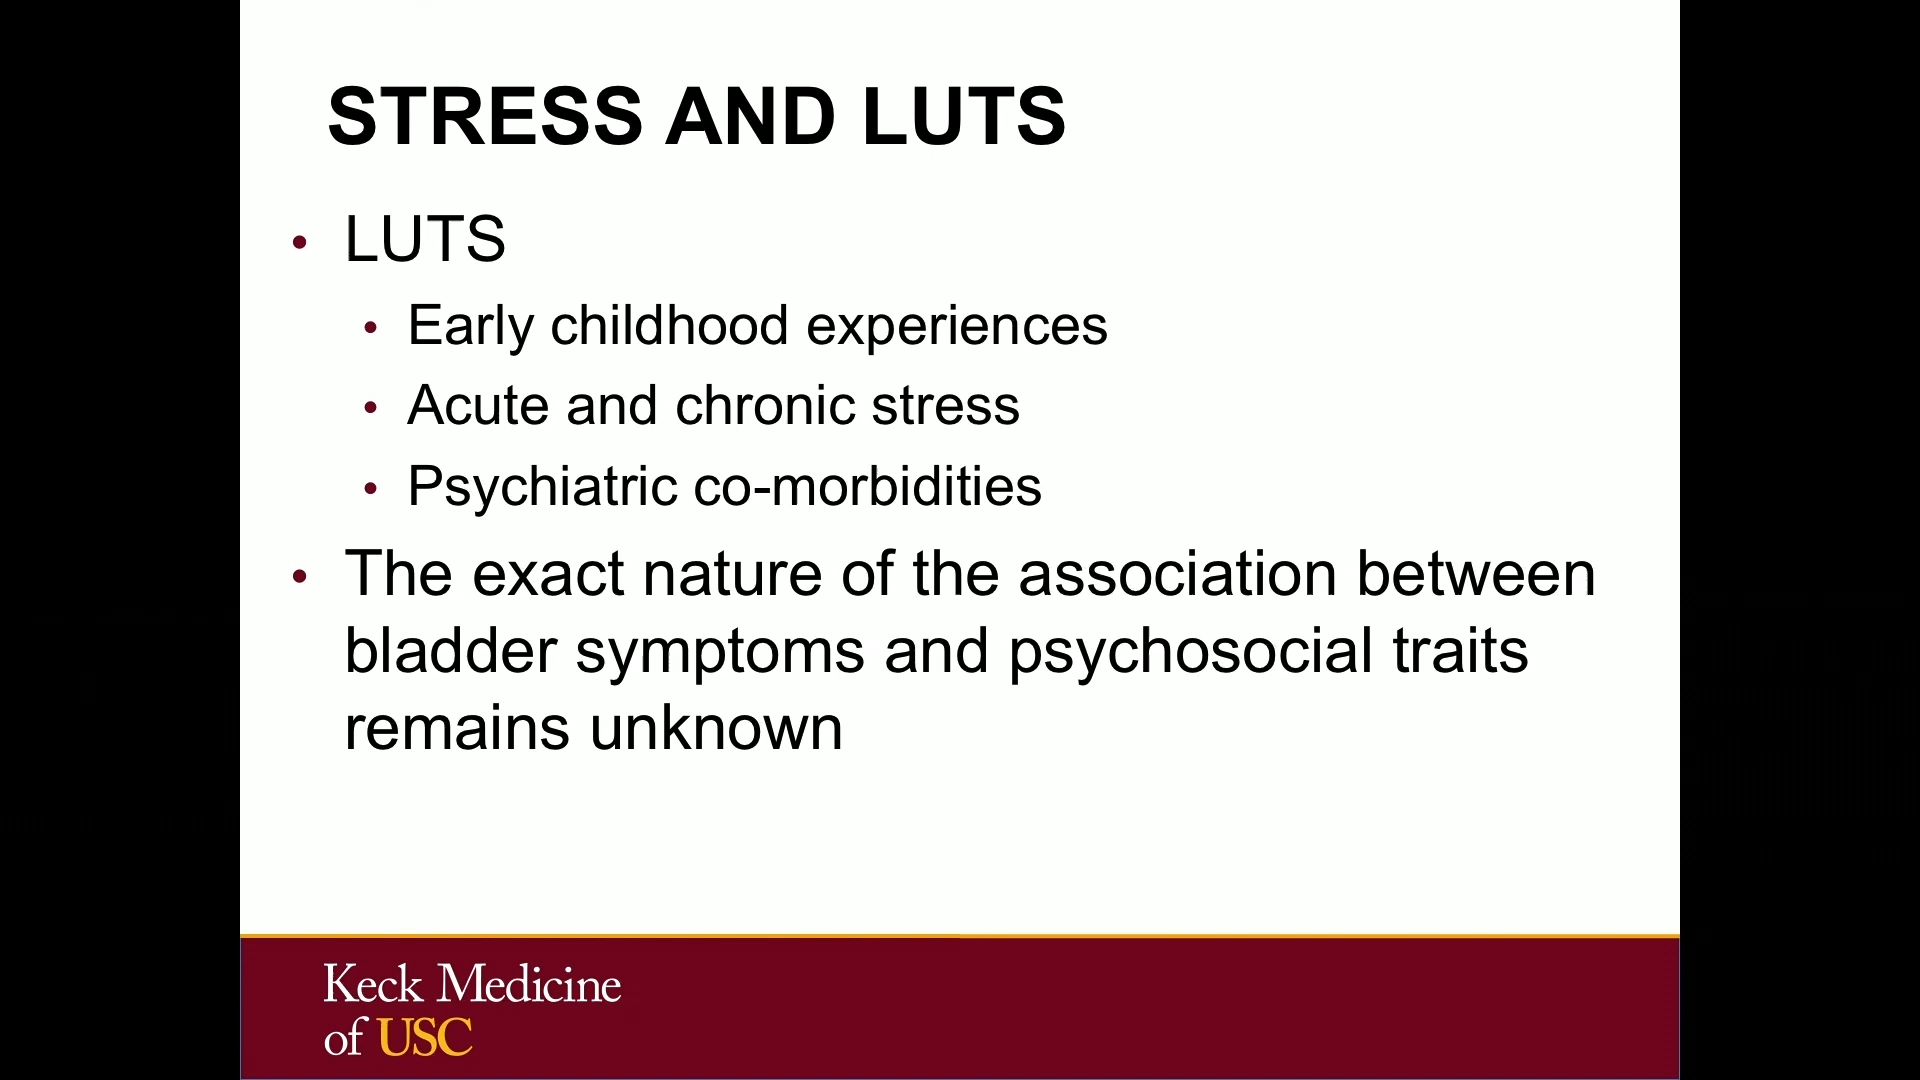 STRESS AND LUTS
• LUTS
• Early childhood experiences
• Acute and chronic stress
• Psychiatric co-morbidities
• The exact nature of the association between
bladder symptoms and psychosocial traits
remains unknown
Keck Medicine
of USC